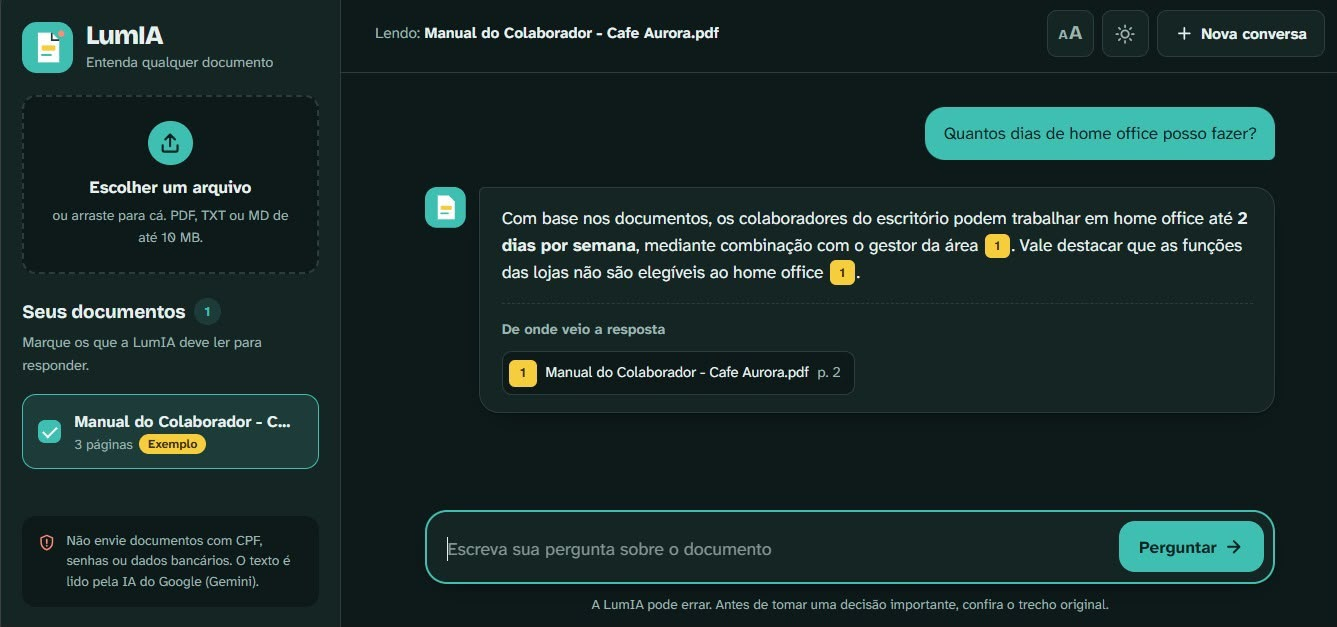 LumIA
Entenda qualquer documento
Escolher um arquivo
ou arraste para cá. PDF, TXT ou MD de
até 10 MB.
Seus documentos 1
Marque os que a LumIA deve ler para
responder.
Manual do Colaborador - C...
3 páginas Exemplo
Não envie documentos com CPF,
senhas ou dados bancários. O texto é
lido pela IA do Google (Gemini).
Lendo: Manual do Colaborador - Cafe Aurora.pdf
AA
+ Nova conversa
Quantos dias de home office posso fazer?
Com base nos documentos, os colaboradores do escritório podem trabalhar em home office até 2
dias por semana, mediante combinação com o gestor da área 1. Vale destacar que as funções
das lojas não são elegíveis ao home office 1.
De onde veio a resposta
1 Manual do Colaborador - Cafe Aurora.pdf p. 2
Escreva sua pergunta sobre o documento
Perguntar →
A LumIA pode errar. Antes de tomar uma decisão importante, confira o trecho original.